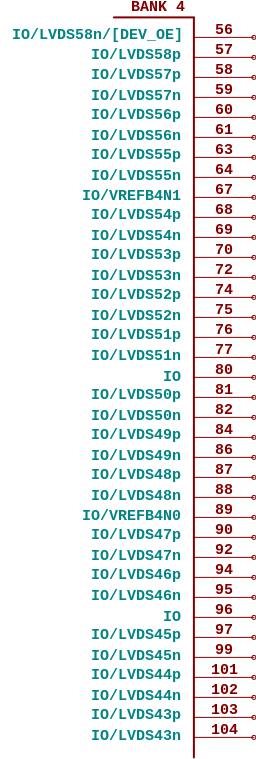 BANK 4
IO/LVDS58n/[DEV_OE] 56
IO/LVDS58p 57
IO/LVDS57p 58
IO/LVDS57n 59
IO/LVDS56p 60
IO/LVDS56n 61
IO/LVDS55p 63
IO/LVDS55n 64
IO/VREFB4N1 67
IO/LVDS54p 68
IO/LVDS54n 69
IO/LVDS53p 70
IO/LVDS53n 72
IO/LVDS52p 74
IO/LVDS52n 75
IO/LVDS51p 76
IO/LVDS51n 77
IO 80
IO/LVDS50p 81
IO/LVDS50n 82
IO/LVDS49p 84
IO/LVDS49n 86
IO/LVDS48p 87
IO/LVDS48n 88
IO/VREFB4N0 89
IO/LVDS47p 90
IO/LVDS47n 92
IO/LVDS46p 94
IO/LVDS46n 95
IO 96
IO/LVDS45p 97
IO/LVDS45n 99
IO/LVDS44p 101
IO/LVDS44n 102
IO/LVDS43p 103
IO/LVDS43n 104